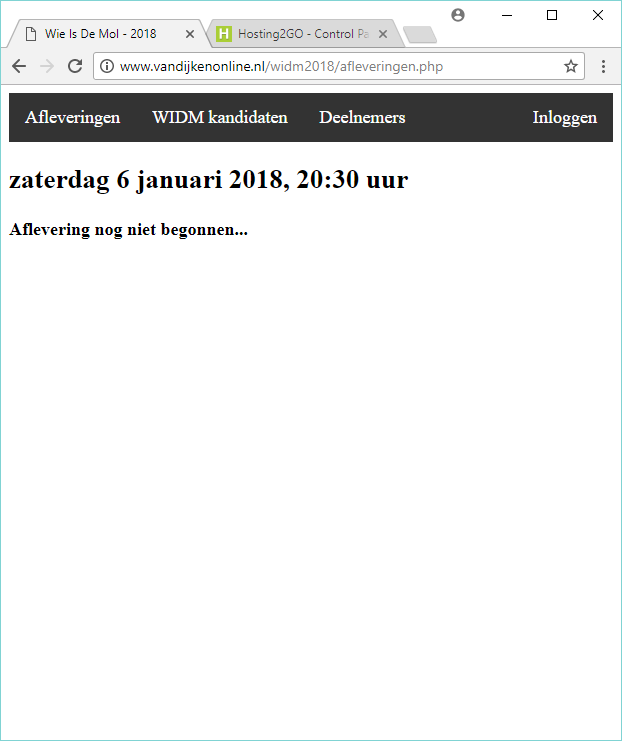 Wie Is De Mol - 2018
H Hosting2GO - Control Pa
www.vandijkenonline.nl/widm2018/afleveringen.php
Afleveringen WIDM kandidaten Deelnemers Inloggen
zaterdag 6 januari 2018, 20:30 uur
Aflevering nog niet begonnen...